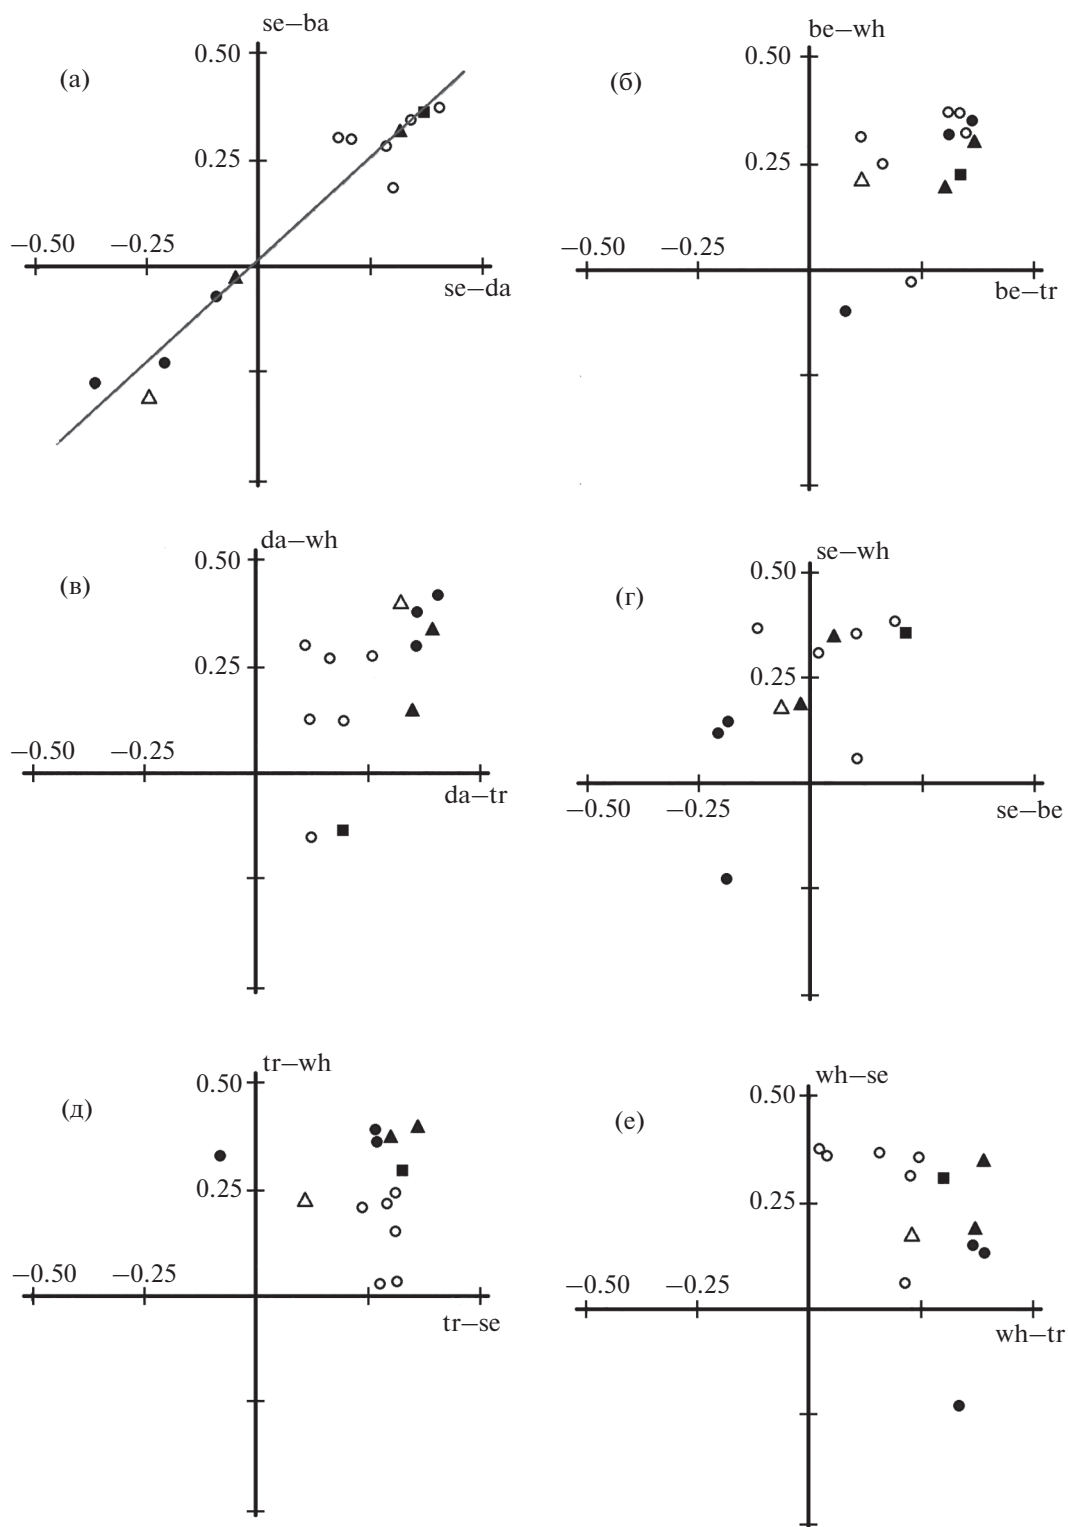 se–ba
0.50
(а)
0.25
–0.50
–0.25
se–da
be–wh
0.50
(б)
0.25
–0.50
–0.25
be–tr
da–wh
0.50
(в)
0.25
–0.50
–0.25
da–tr
se–wh
0.50
(г)
0.25
–0.50
–0.25
se–be
tr–wh
0.50
(д)
0.25
–0.50
–0.25
tr–se
wh–se
0.50
(е)
0.25
–0.50
–0.25
wh–tr